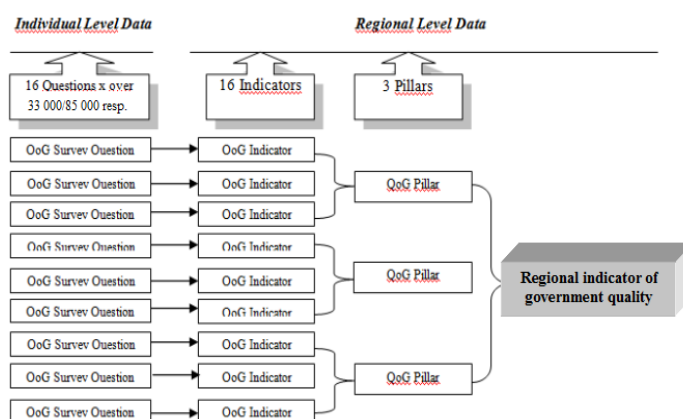 Individual Level Data
Regional Level Data
16 Questions x over
33 000/85 000 resp.
16 Indicators
3 Pillars
QoG Survey Question
QoG Indicator
QoG Survey Question
QoG Indicator
QoG Pillar
QoG Survey Question
QoG Indicator
QoG Survey Question
QoG Indicator
QoG Survey Question
QoG Indicator
QoG Pillar
Regional indicator of
government quality
QoG Survey Question
QoG Indicator
QoG Survey Question
QoG Indicator
QoG Survey Question
QoG Indicator
QoG Pillar
QoG Survey Question
QoG Indicator